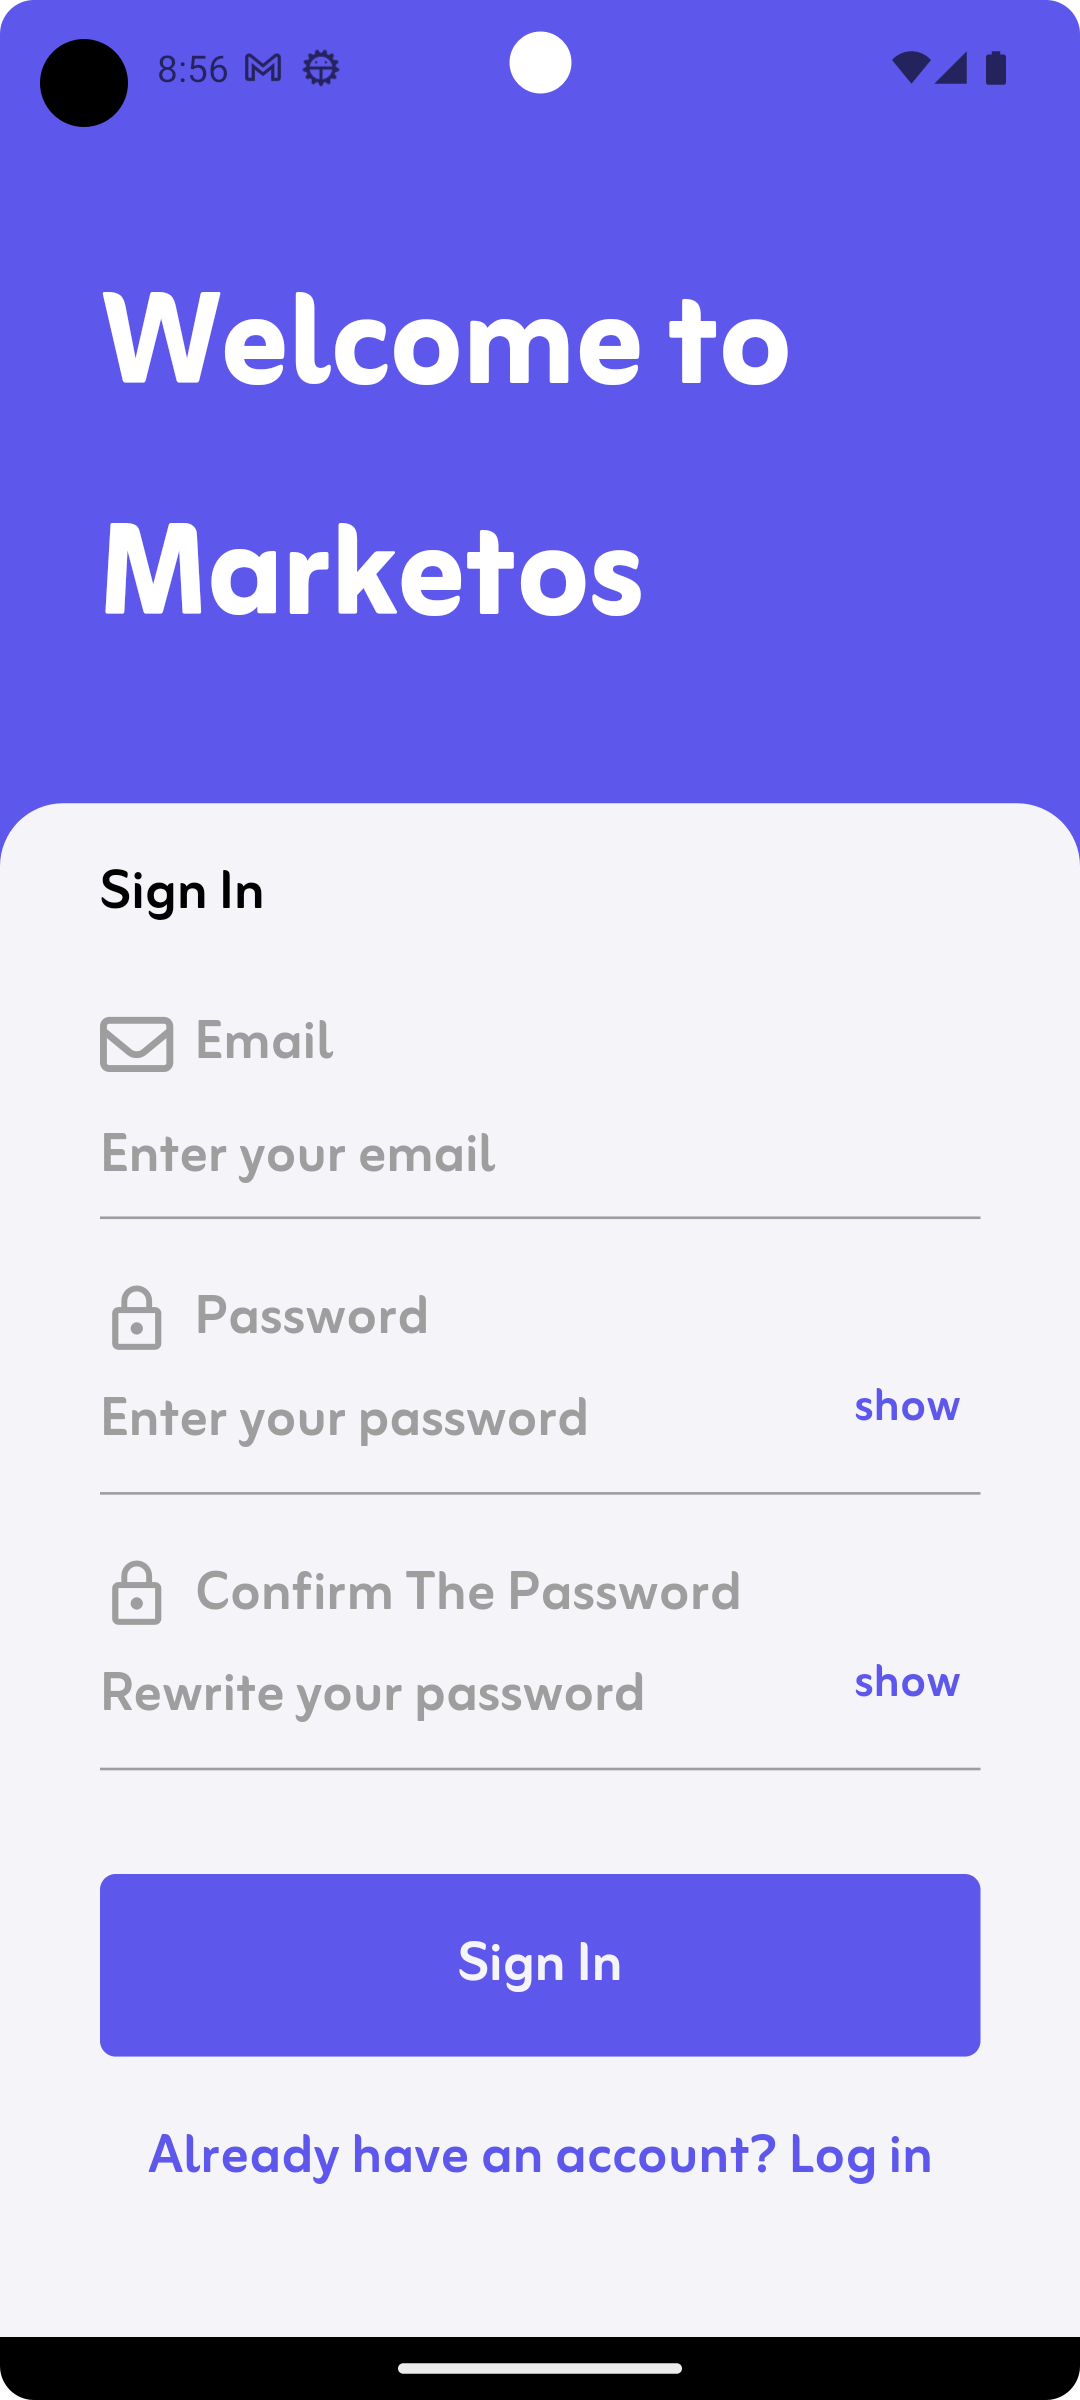 8:56
Welcome to
Marketos
Sign In
Email
Enter your email
Password
Enter your password
show
Confirm The Password
Rewrite your password
show
Sign In
Already have an account? Log in